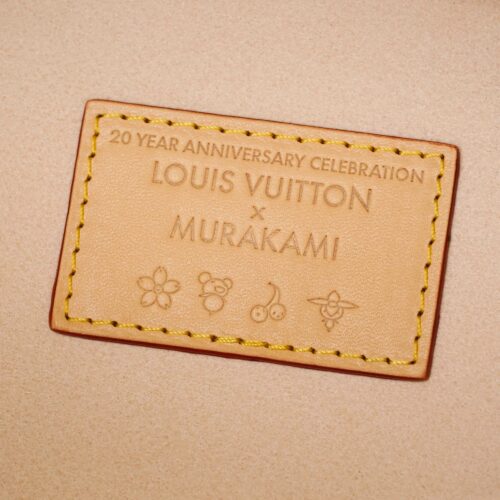 20 YEAR ANNIVERSARY CELEBRATION
LOUIS VUITTON
×
MURAKAMI